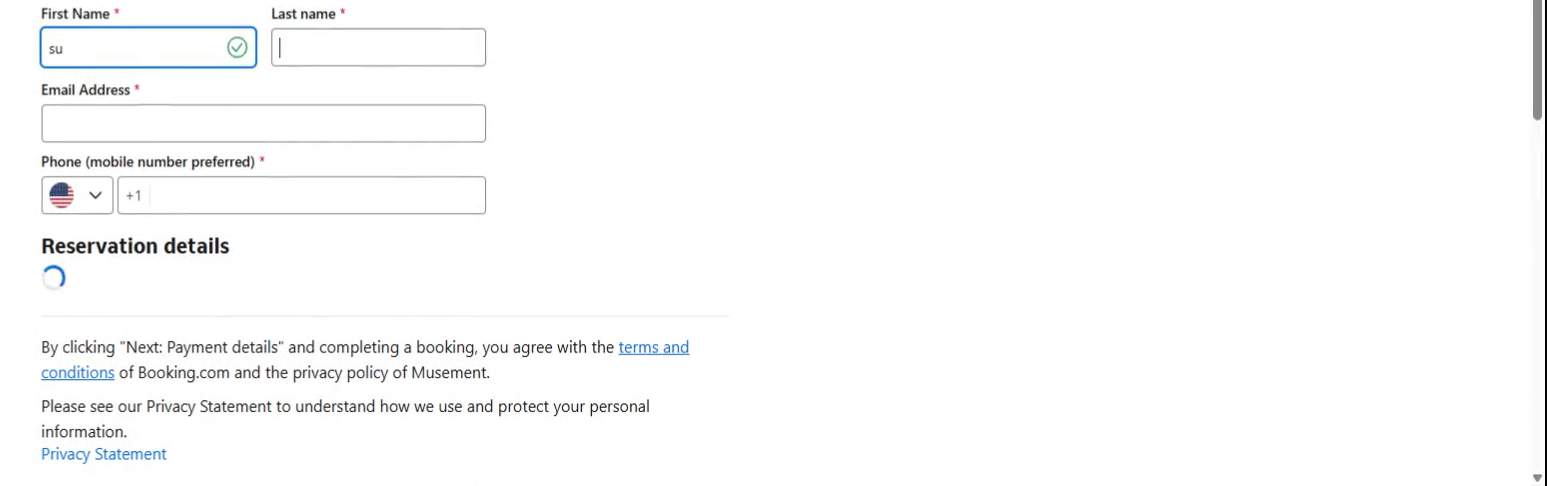 First Name *
Last name *
su
Email Address *
Phone (mobile number preferred) *
+1
Reservation details
By clicking "Next: Payment details" and completing a booking, you agree with the terms and
conditions of Booking.com and the privacy policy of Musement.
Please see our Privacy Statement to understand how we use and protect your personal
information.
Privacy Statement